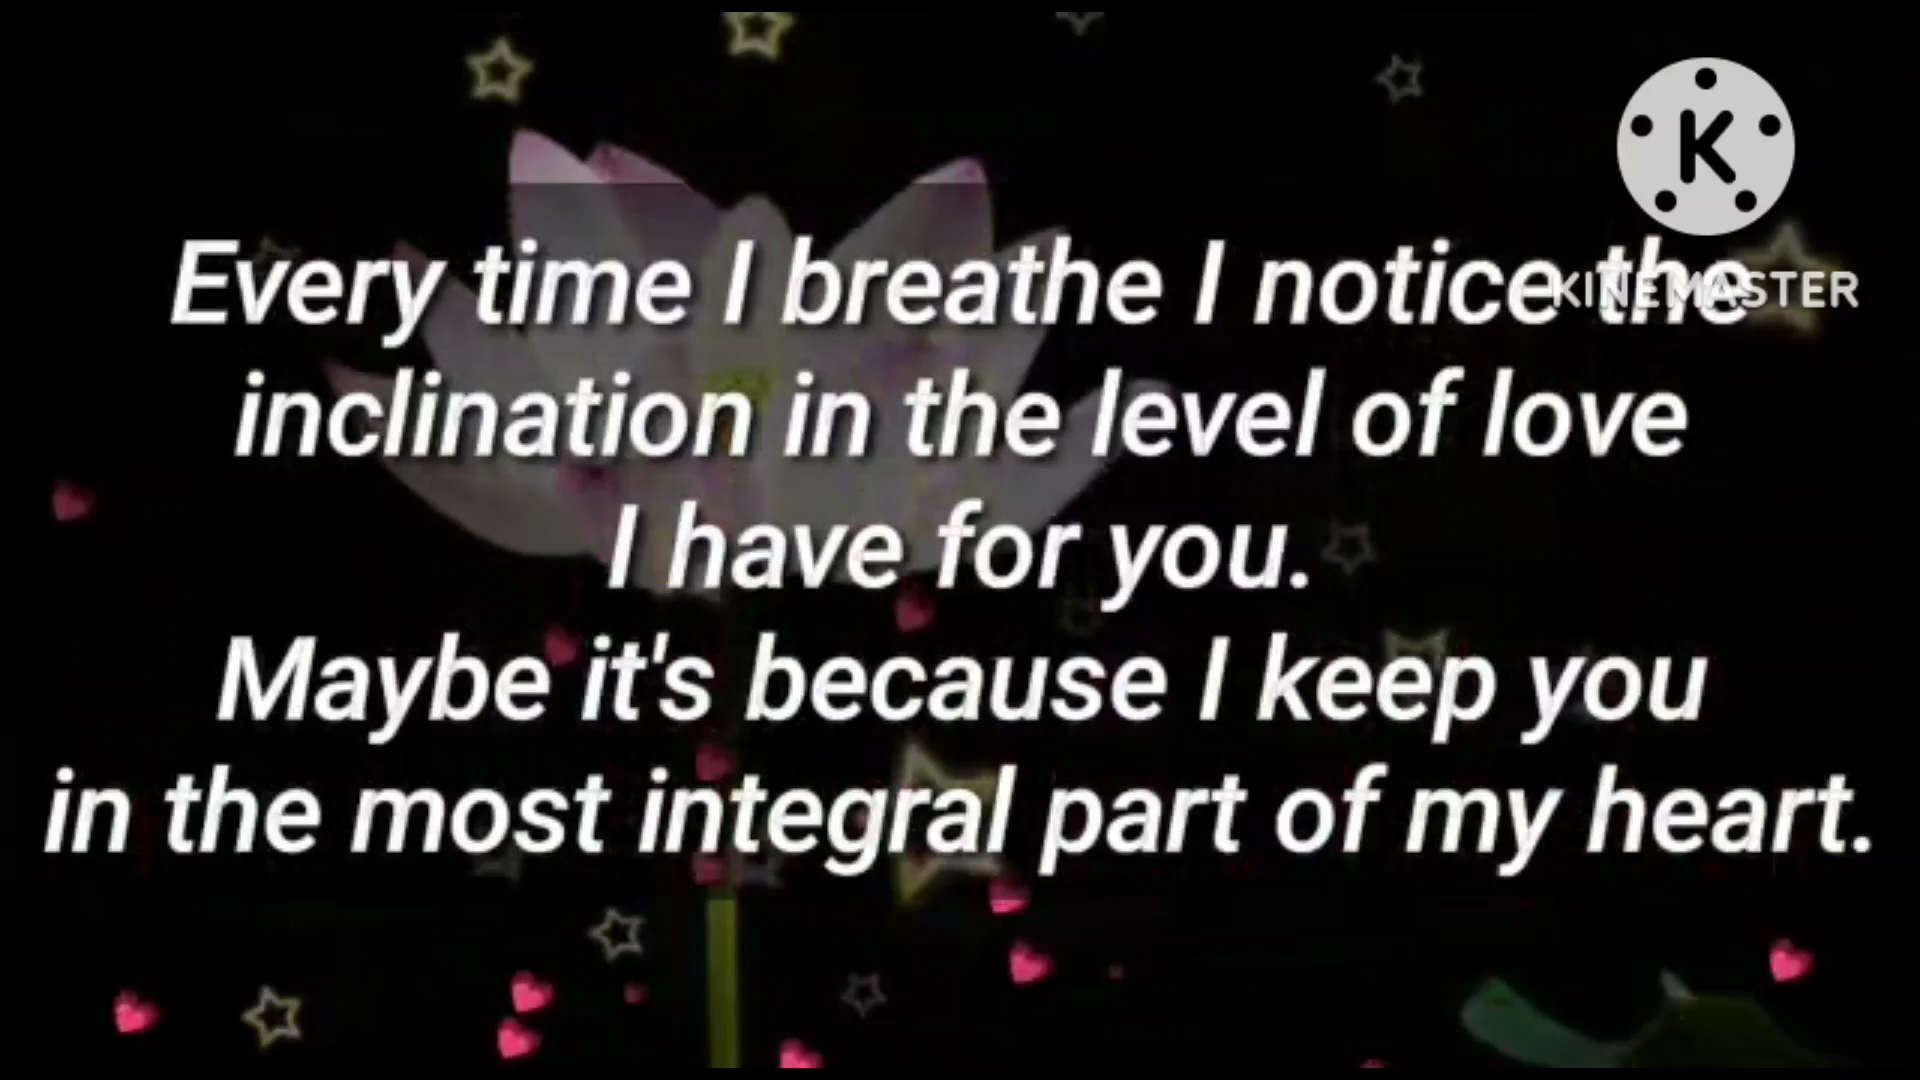 K
KINEMASTER
Every time I breathe I notice the
inclination in the level of love
I have for you.
Maybe it's because I keep you
in the most integral part of my heart.